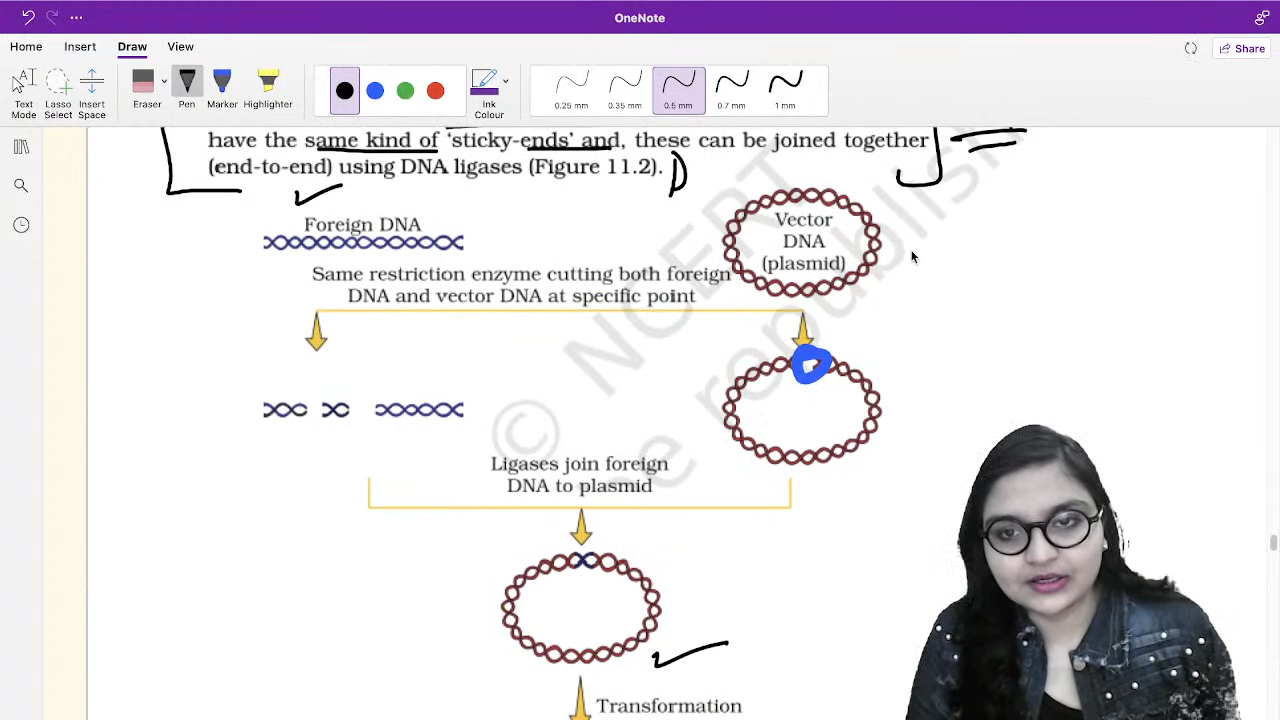 OneNote
Home Insert Draw View
Share
Text Mode
Lasso Select
Insert Space
Eraser
Pen
Marker
Highlighter
Ink Colour
0.25 mm 0.35 mm 0.5 mm 0.7 mm 1 mm
have the same kind of ‘sticky-ends’ and, these can be joined together
(end-to-end) using DNA ligases (Figure 11.2).
Foreign DNA
Vector
DNA
(plasmid)
Same restriction enzyme cutting both foreign
DNA and vector DNA at specific point
Ligases join foreign
DNA to plasmid
Transformation
© NCERT
republish